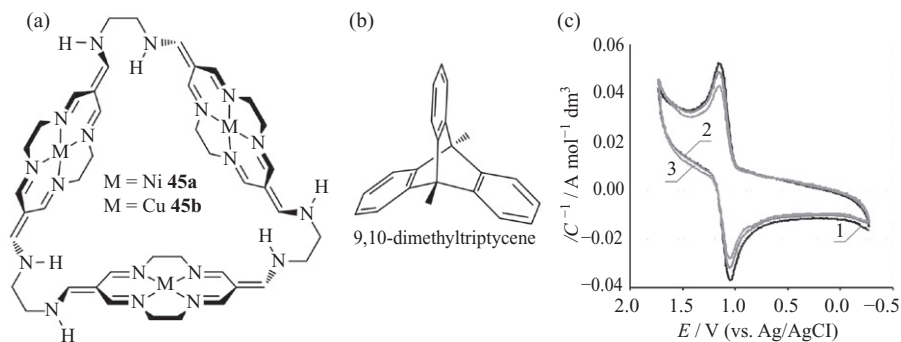 (a)
H
N
N
H
N
N
M
N
N
N
N
M
N
N
M = Ni 45a
M = Cu 45b
N
H
H
N
H
N
N
H
N
N
M
N
N
(b)
9,10-dimethyltriptycene
(c)
0.06
0.04
0.02
0.00
−0.02
−0.04
/C⁻¹ / A mol⁻¹ dm³
2
3
1
2.0
1.5
1.0
0.5
0.0
−0.5
E / V (vs. Ag/AgCI)